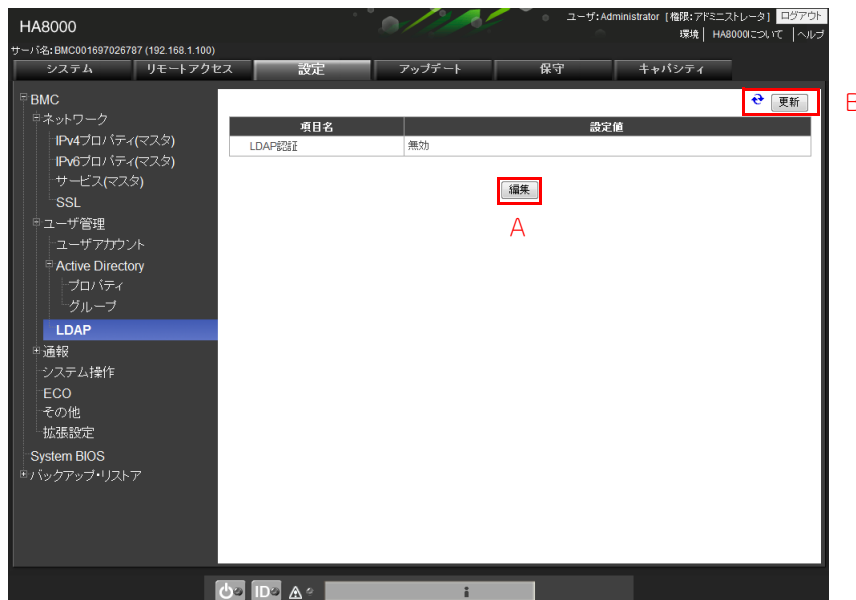 HA8000
ユーザ:Administrator [権限:アドミニストレータ] ログアウト
環境 | HA8000について | ヘルプ
サーバ名:BMC001697026787 (192.168.1.100)
システム リモートアクセス 設定 アップデート 保守 キャパシティ
BMC
ネットワーク
IPv4プロパティ(マスタ)
IPv6プロパティ(マスタ)
サービス(マスタ)
SSL
ユーザ管理
ユーザアカウント
Active Directory
プロパティ
グループ
LDAP
通報
システム操作
ECO
その他
拡張設定
System BIOS
バックアップ・リストア
更新
項目名 設定値
LDAP認証 無効
編集
A
ID